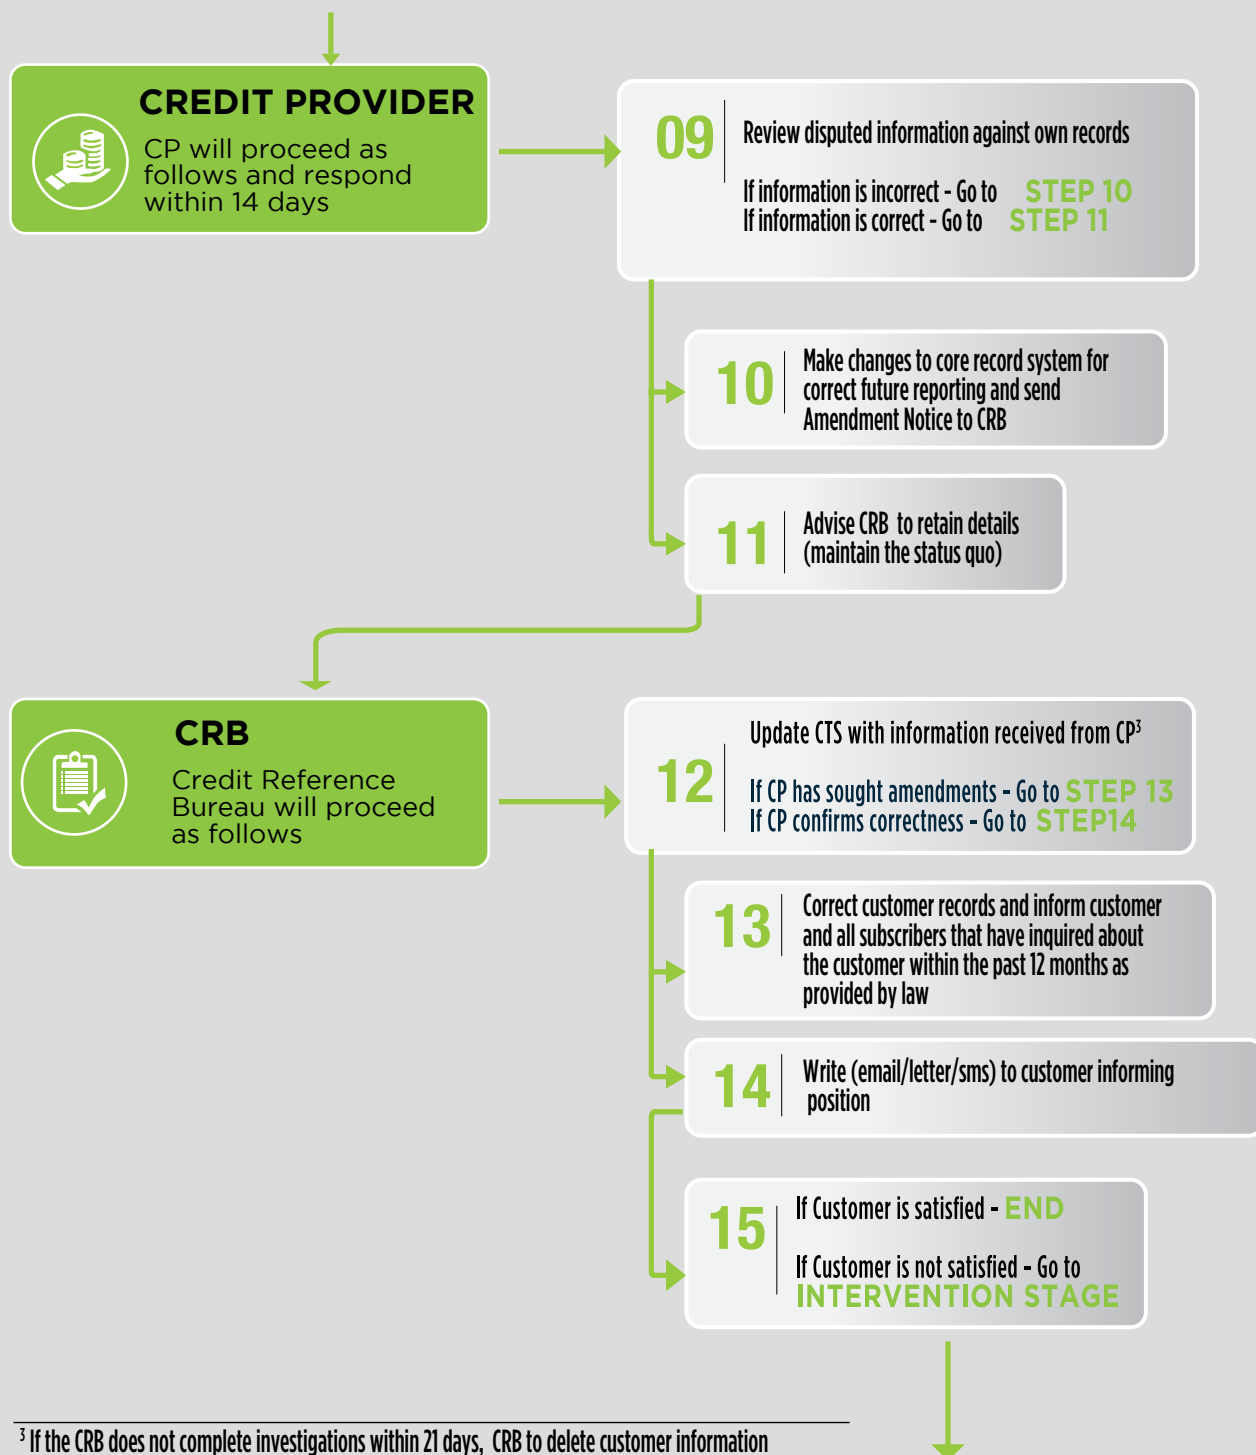 CREDIT PROVIDER
CP will proceed as
follows and respond
within 14 days
09
Review disputed information against own records
If information is incorrect - Go to STEP 10
If information is correct - Go to STEP 11
10
Make changes to core record system for
correct future reporting and send
Amendment Notice to CRB
11
Advise CRB to retain details
(maintain the status quo)
CRB
Credit Reference
Bureau will proceed
as follows
12
Update CTS with information received from CP³
If CP has sought amendments - Go to STEP 13
If CP confirms correctness - Go to STEP14
13
Correct customer records and inform customer
and all subscribers that have inquired about
the customer within the past 12 months as
provided by law
14
Write (email/letter/sms) to customer informing
position
15
If Customer is satisfied - END
If Customer is not satisfied - Go to
INTERVENTION STAGE
³ If the CRB does not complete investigations within 21 days, CRB to delete customer information